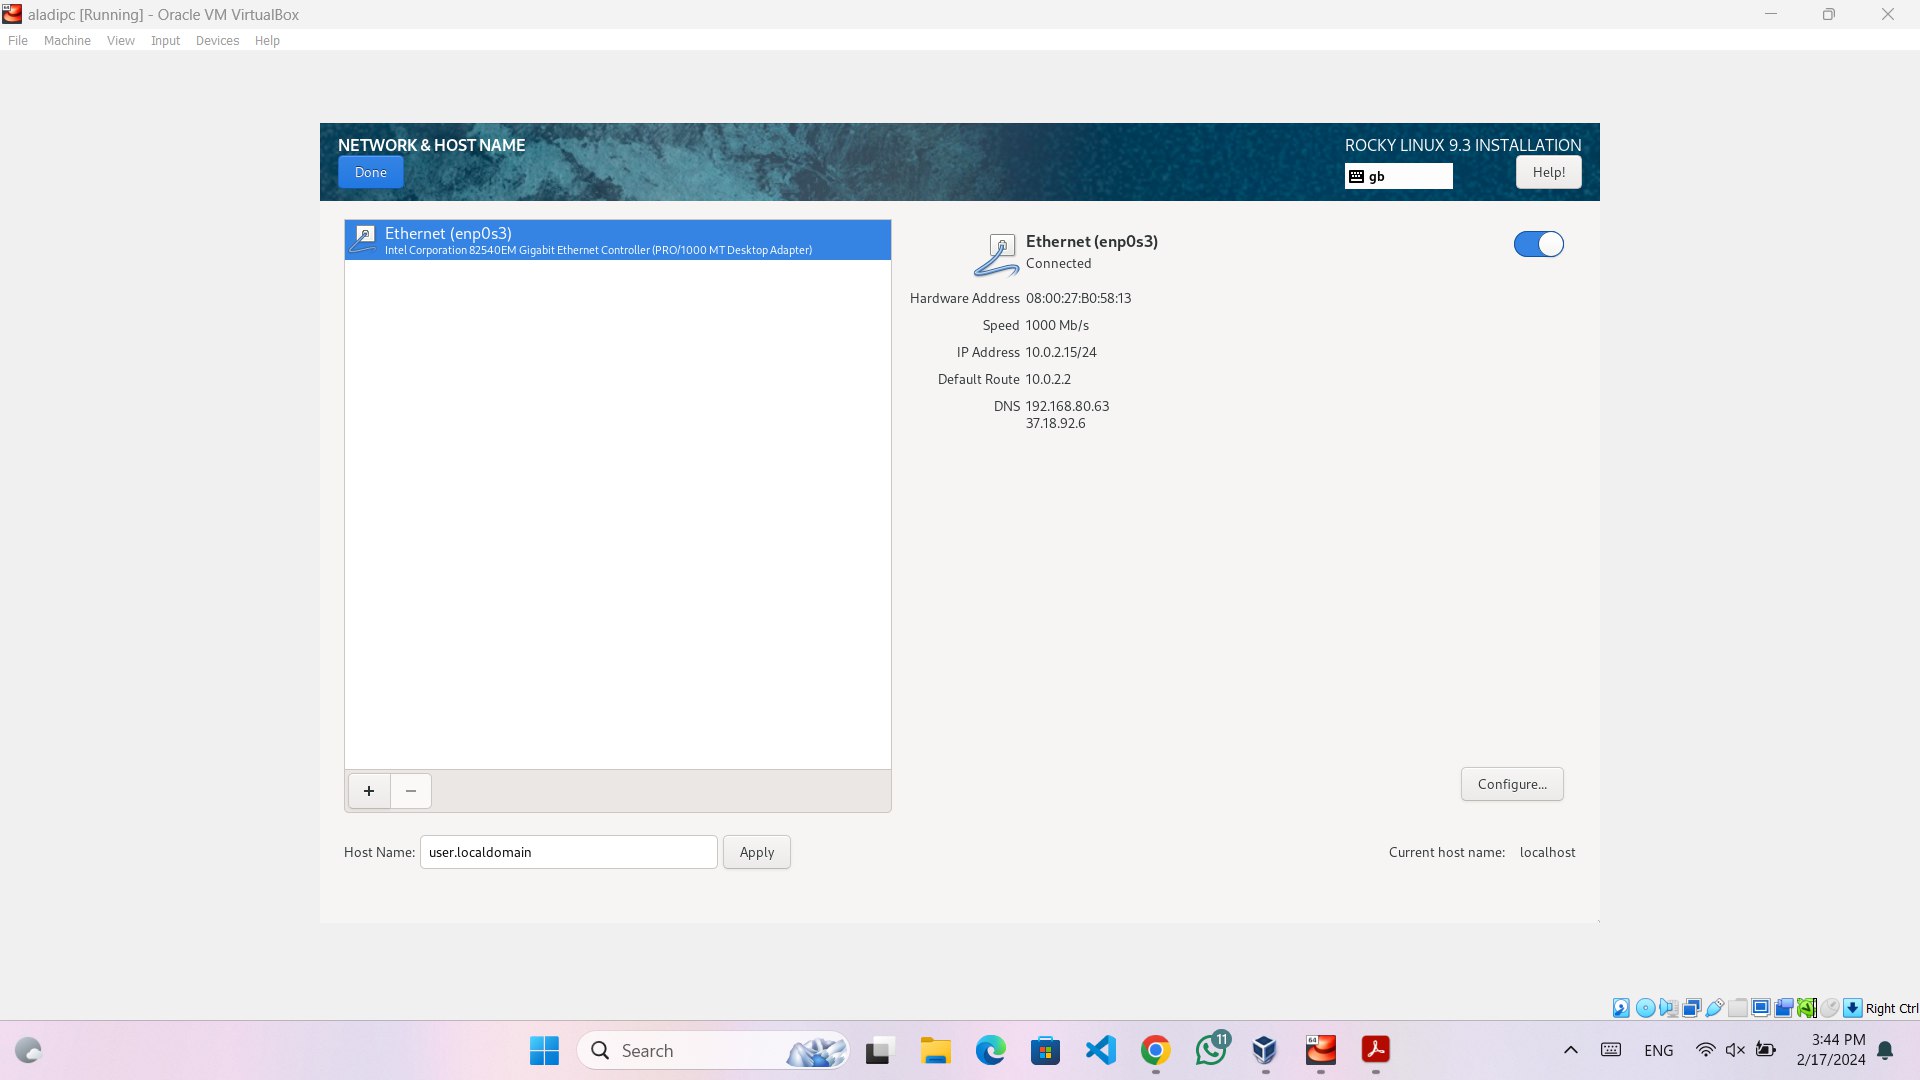 aladipc [Running] - Oracle VM VirtualBox
File Machine View Input Devices Help
NETWORK & HOST NAME
ROCKY LINUX 9.3 INSTALLATION
Done
gb
Help!
Ethernet (enp0s3)
Intel Corporation 82540EM Gigabit Ethernet Controller (PRO/1000 MT Desktop Adapter)
Ethernet (enp0s3)
Connected
Hardware Address 08:00:27:B0:58:13
Speed 1000 Mb/s
IP Address 10.0.2.15/24
Default Route 10.0.2.2
DNS 192.168.80.63
37.18.92.6
+ −
Configure...
Host Name: user.localdomain Apply
Current host name: localhost
Right Ctrl
Search
11
64
ENG
3:44 PM
2/17/2024